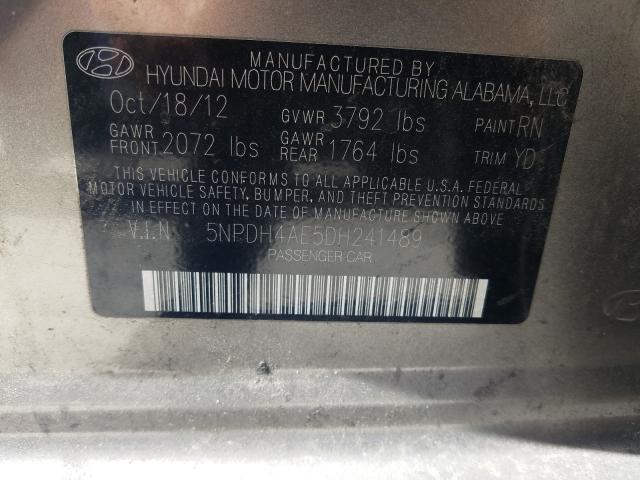 MANUFACTURED BY
HYUNDAI MOTOR MANUFACTURING ALABAMA, LLC
Oct/18/12 GVWR 3792 lbs PAINT RN
GAWR FRONT 2072 lbs GAWR REAR 1764 lbs TRIM YD
THIS VEHICLE CONFORMS TO ALL APPLICABLE U.S.A. FEDERAL
MOTOR VEHICLE SAFETY, BUMPER, AND THEFT PREVENTION STANDARDS
IN EFFECT ON THE DATE OF MANUFACTURE SHOWN ABOVE
V.I.N 5NPDH4AE5DH241489
PASSENGER CAR